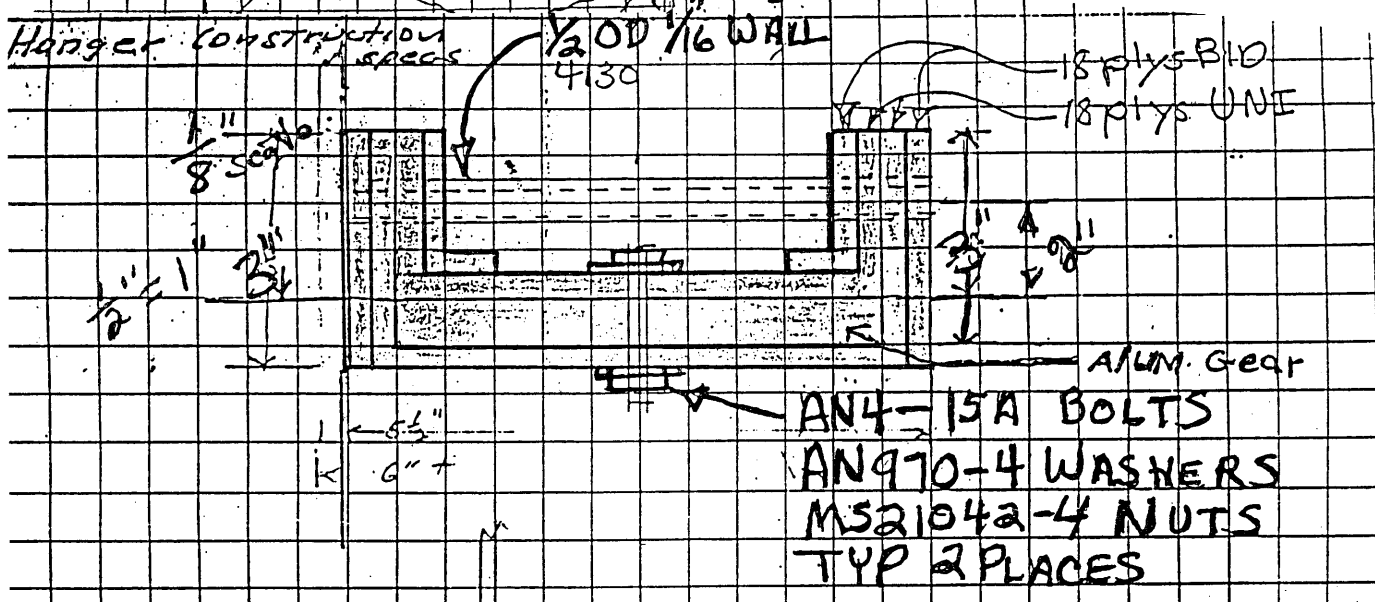 Hanger Construction
specs
1/2 OD 1/16 WALL
4130
18 plys BID
18 plys UNI
1/8" Scale
1/2" = 1"
3"
3"
2"
Alum. Gear
5 1/2"
6" +
AN4-15A BOLTS
AN970-4 WASHERS
MS21042-4 NUTS
TYP 2 PLACES